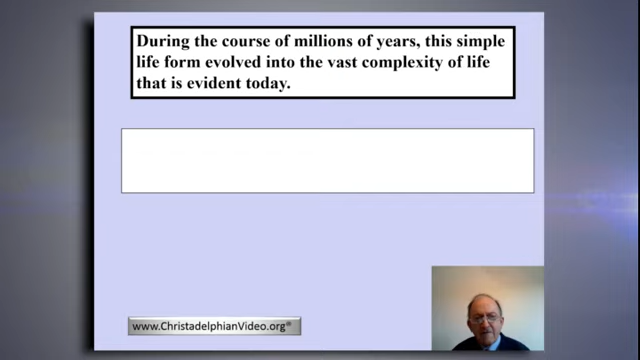 During the course of millions of years, this simple
life form evolved into the vast complexity of life
that is evident today.
www.ChristadelphianVideo.org®